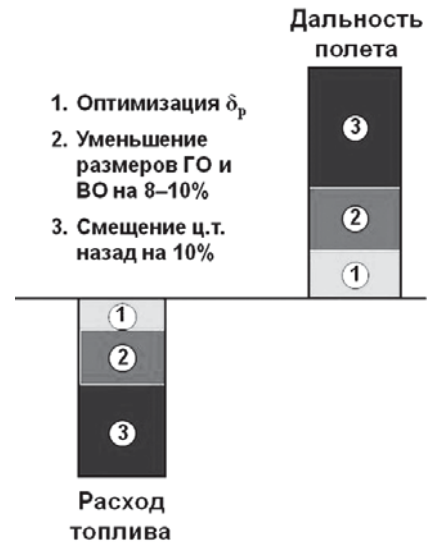 Дальность
полета
1. Оптимизация δр
2. Уменьшение
размеров ГО и
ВО на 8–10%
3. Смещение ц.т.
назад на 10%
3
2
1
1
2
3
Расход
топлива